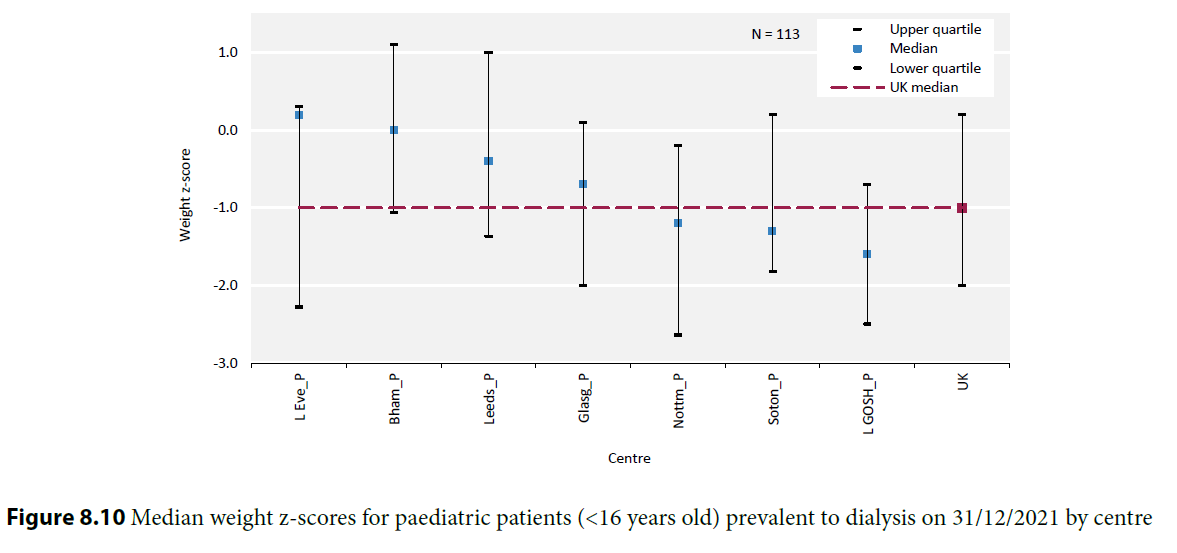 N = 113
Upper quartile
Median
Lower quartile
UK median
1.0
0.0
-1.0
-2.0
-3.0
Weight z-score
L Eve_P
Bham_P
Leeds_P
Glasg_P
Nottm_P
Soton_P
L GOSH_P
UK
Centre
Figure 8.10 Median weight z-scores for paediatric patients (<16 years old) prevalent to dialysis on 31/12/2021 by centre